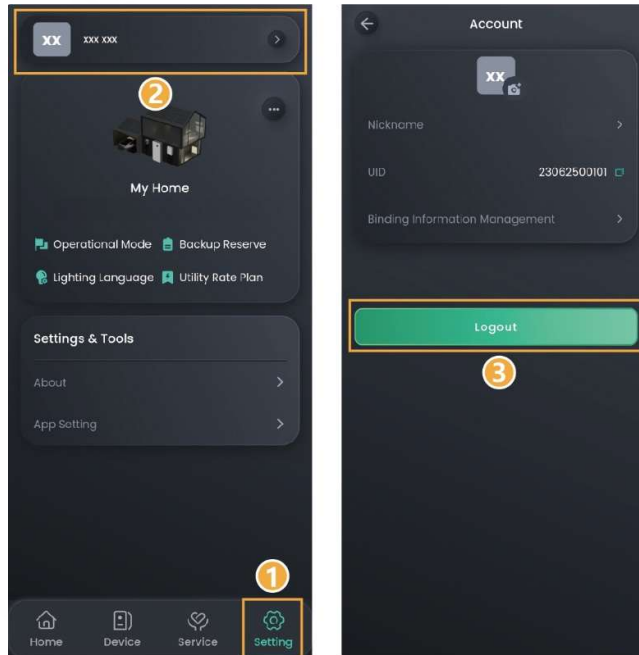 XX xxx xxx
2
My Home
Operational Mode Backup Reserve
Lighting Language Utility Rate Plan
Settings & Tools
About
App Setting
1
Home Device Service Setting
Account
XX
Nickname
UID 23062500101
Binding Information Management
Logout
3